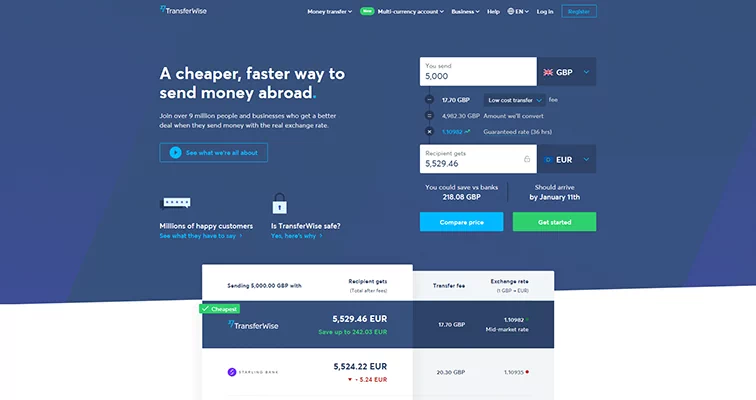 TransferWise
Money transfer
New
Multi-currency account
Business
Help
EN
Log in
Register
A cheaper, faster way to
send money abroad.
Join over 9 million people and businesses who get a better
deal when they send money with the real exchange rate.
See what we're all about
Millions of happy customers
See what they have to say
Is TransferWise safe?
Yes, here's why
You send
5,000
GBP
17.70 GBP Low cost transfer fee
4,982.30 GBP Amount we'll convert
1.10982 Guaranteed rate (36 hrs)
Recipient gets
5,529.46
EUR
You could save vs banks
218.08 GBP
Should arrive
by January 11th
Compare price
Get started
Sending 5,000.00 GBP with
Recipient gets
(Total after fees)
Transfer fee
Exchange rate
(1 GBP = EUR)
Cheapest
TransferWise
5,529.46 EUR
Save up to 242.03 EUR
17.70 GBP
1.10982
Mid-market rate
STARLING BANK
5,524.22 EUR
- 5.24 EUR
20.30 GBP
1.10935